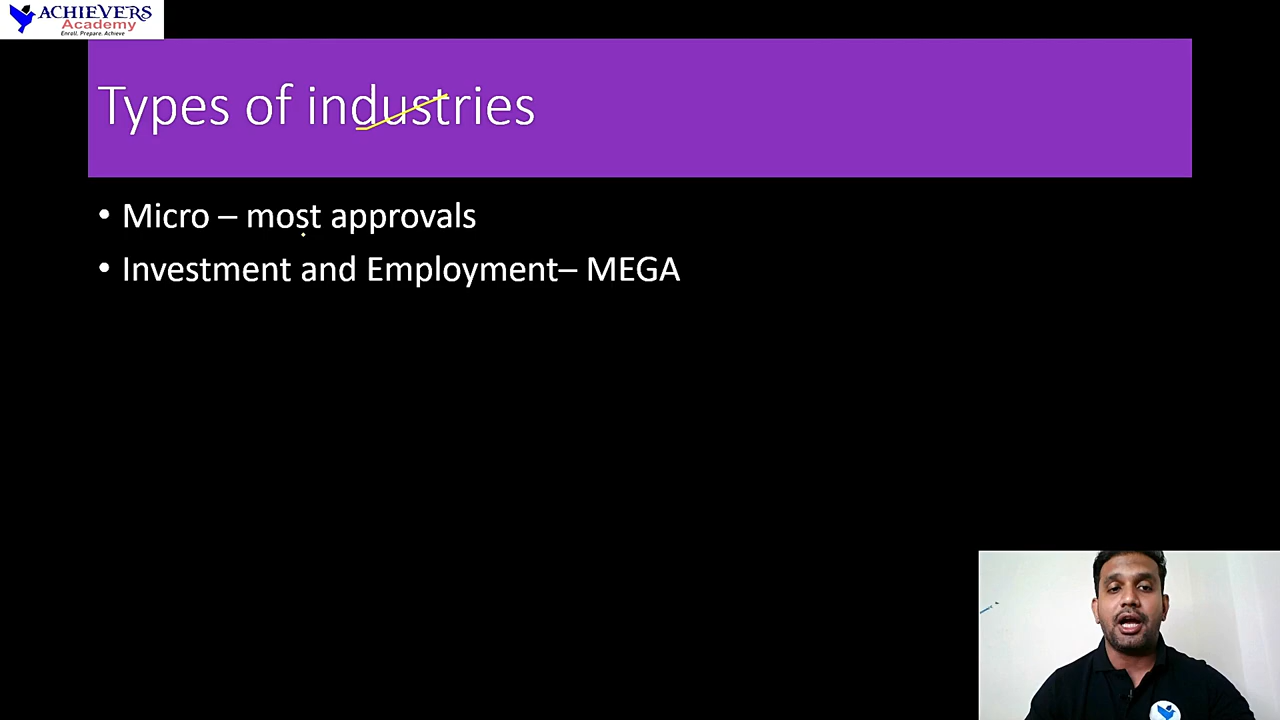 ACHIEVERS
Academy
Enroll. Prepare. Achieve
Types of industries
• Micro – most approvals
• Investment and Employment– MEGA